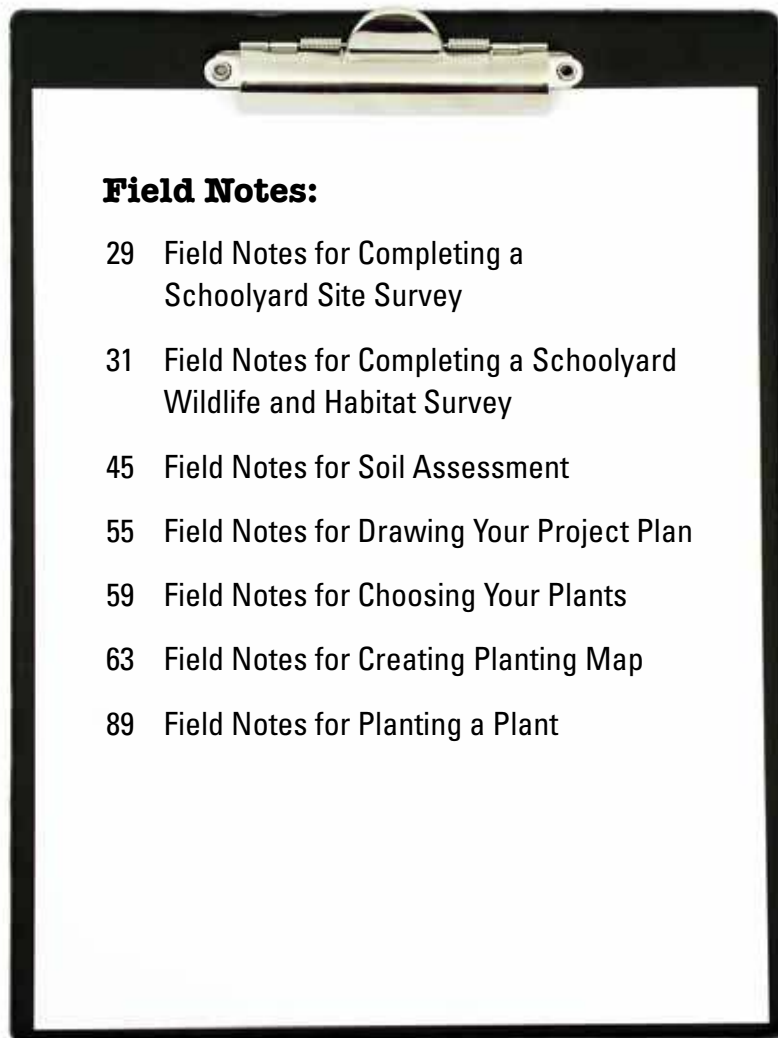 Field Notes:
29 Field Notes for Completing a
Schoolyard Site Survey
31 Field Notes for Completing a Schoolyard
Wildlife and Habitat Survey
45 Field Notes for Soil Assessment
55 Field Notes for Drawing Your Project Plan
59 Field Notes for Choosing Your Plants
63 Field Notes for Creating Planting Map
89 Field Notes for Planting a Plant